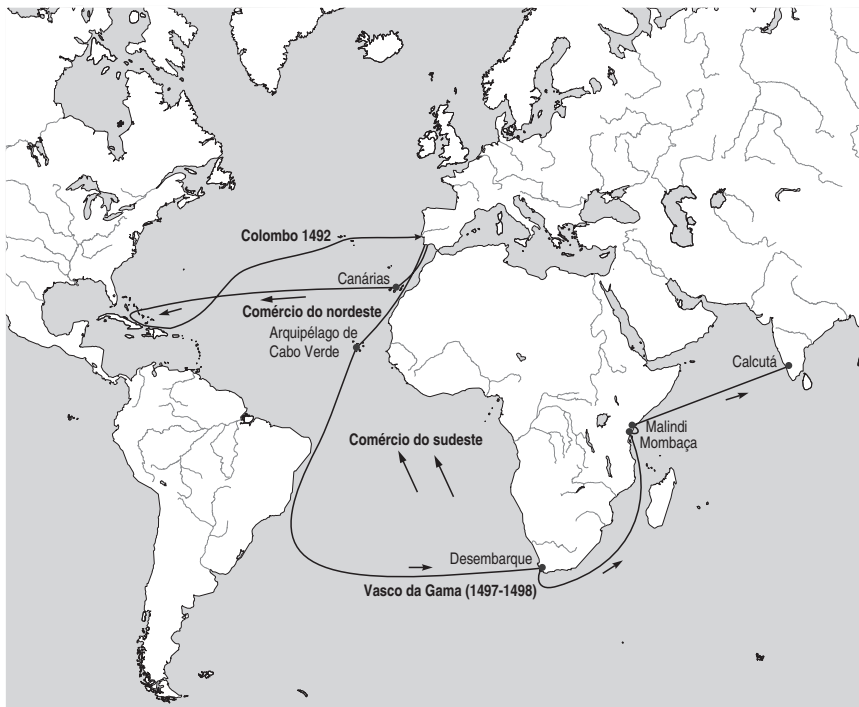 Colombo 1492
Canárias
Comércio do nordeste
Arquipélago de
Cabo Verde
Calcutá
Malindi
Mombaça
Comércio do sudeste
Desembarque
Vasco da Gama (1497-1498)